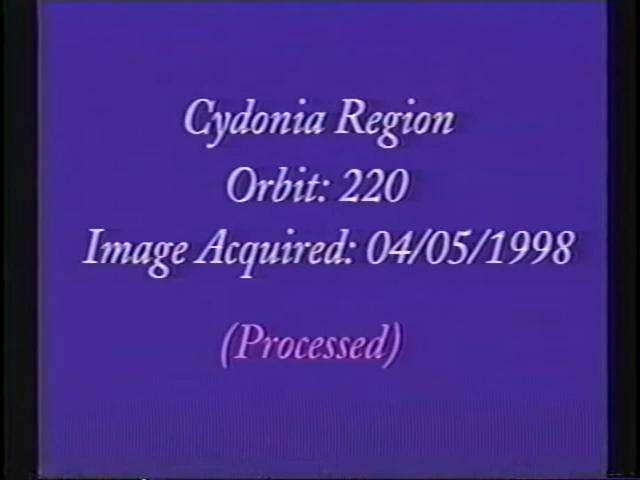 Cydonia Region
Orbit: 220
Image Acquired: 04/05/1998
(Processed)